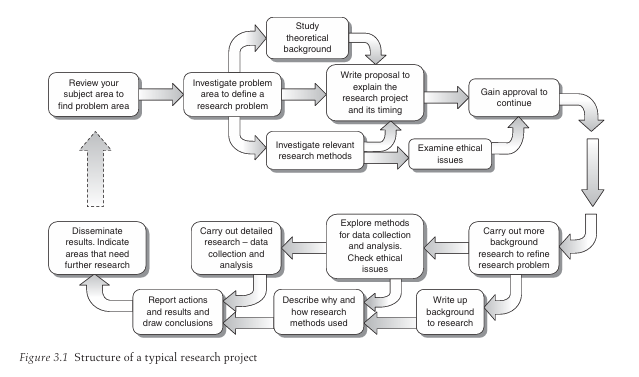 Study
theoretical
background
Review your
subject area to
find problem area
Investigate problem
area to define a
research problem
Write proposal to
explain the
research project
and its timing
Gain approval to
continue
Investigate relevant
research methods
Examine ethical
issues
Disseminate
results. Indicate
areas that need
further research
Carry out detailed
research – data
collection and
analysis
Explore methods
for data collection
and analysis.
Check ethical
issues
Carry out more
background
research to refine
research problem
Report actions
and results and
draw conclusions
Describe why and
how research
methods used
Write up
background
to research
Figure 3.1 Structure of a typical research project